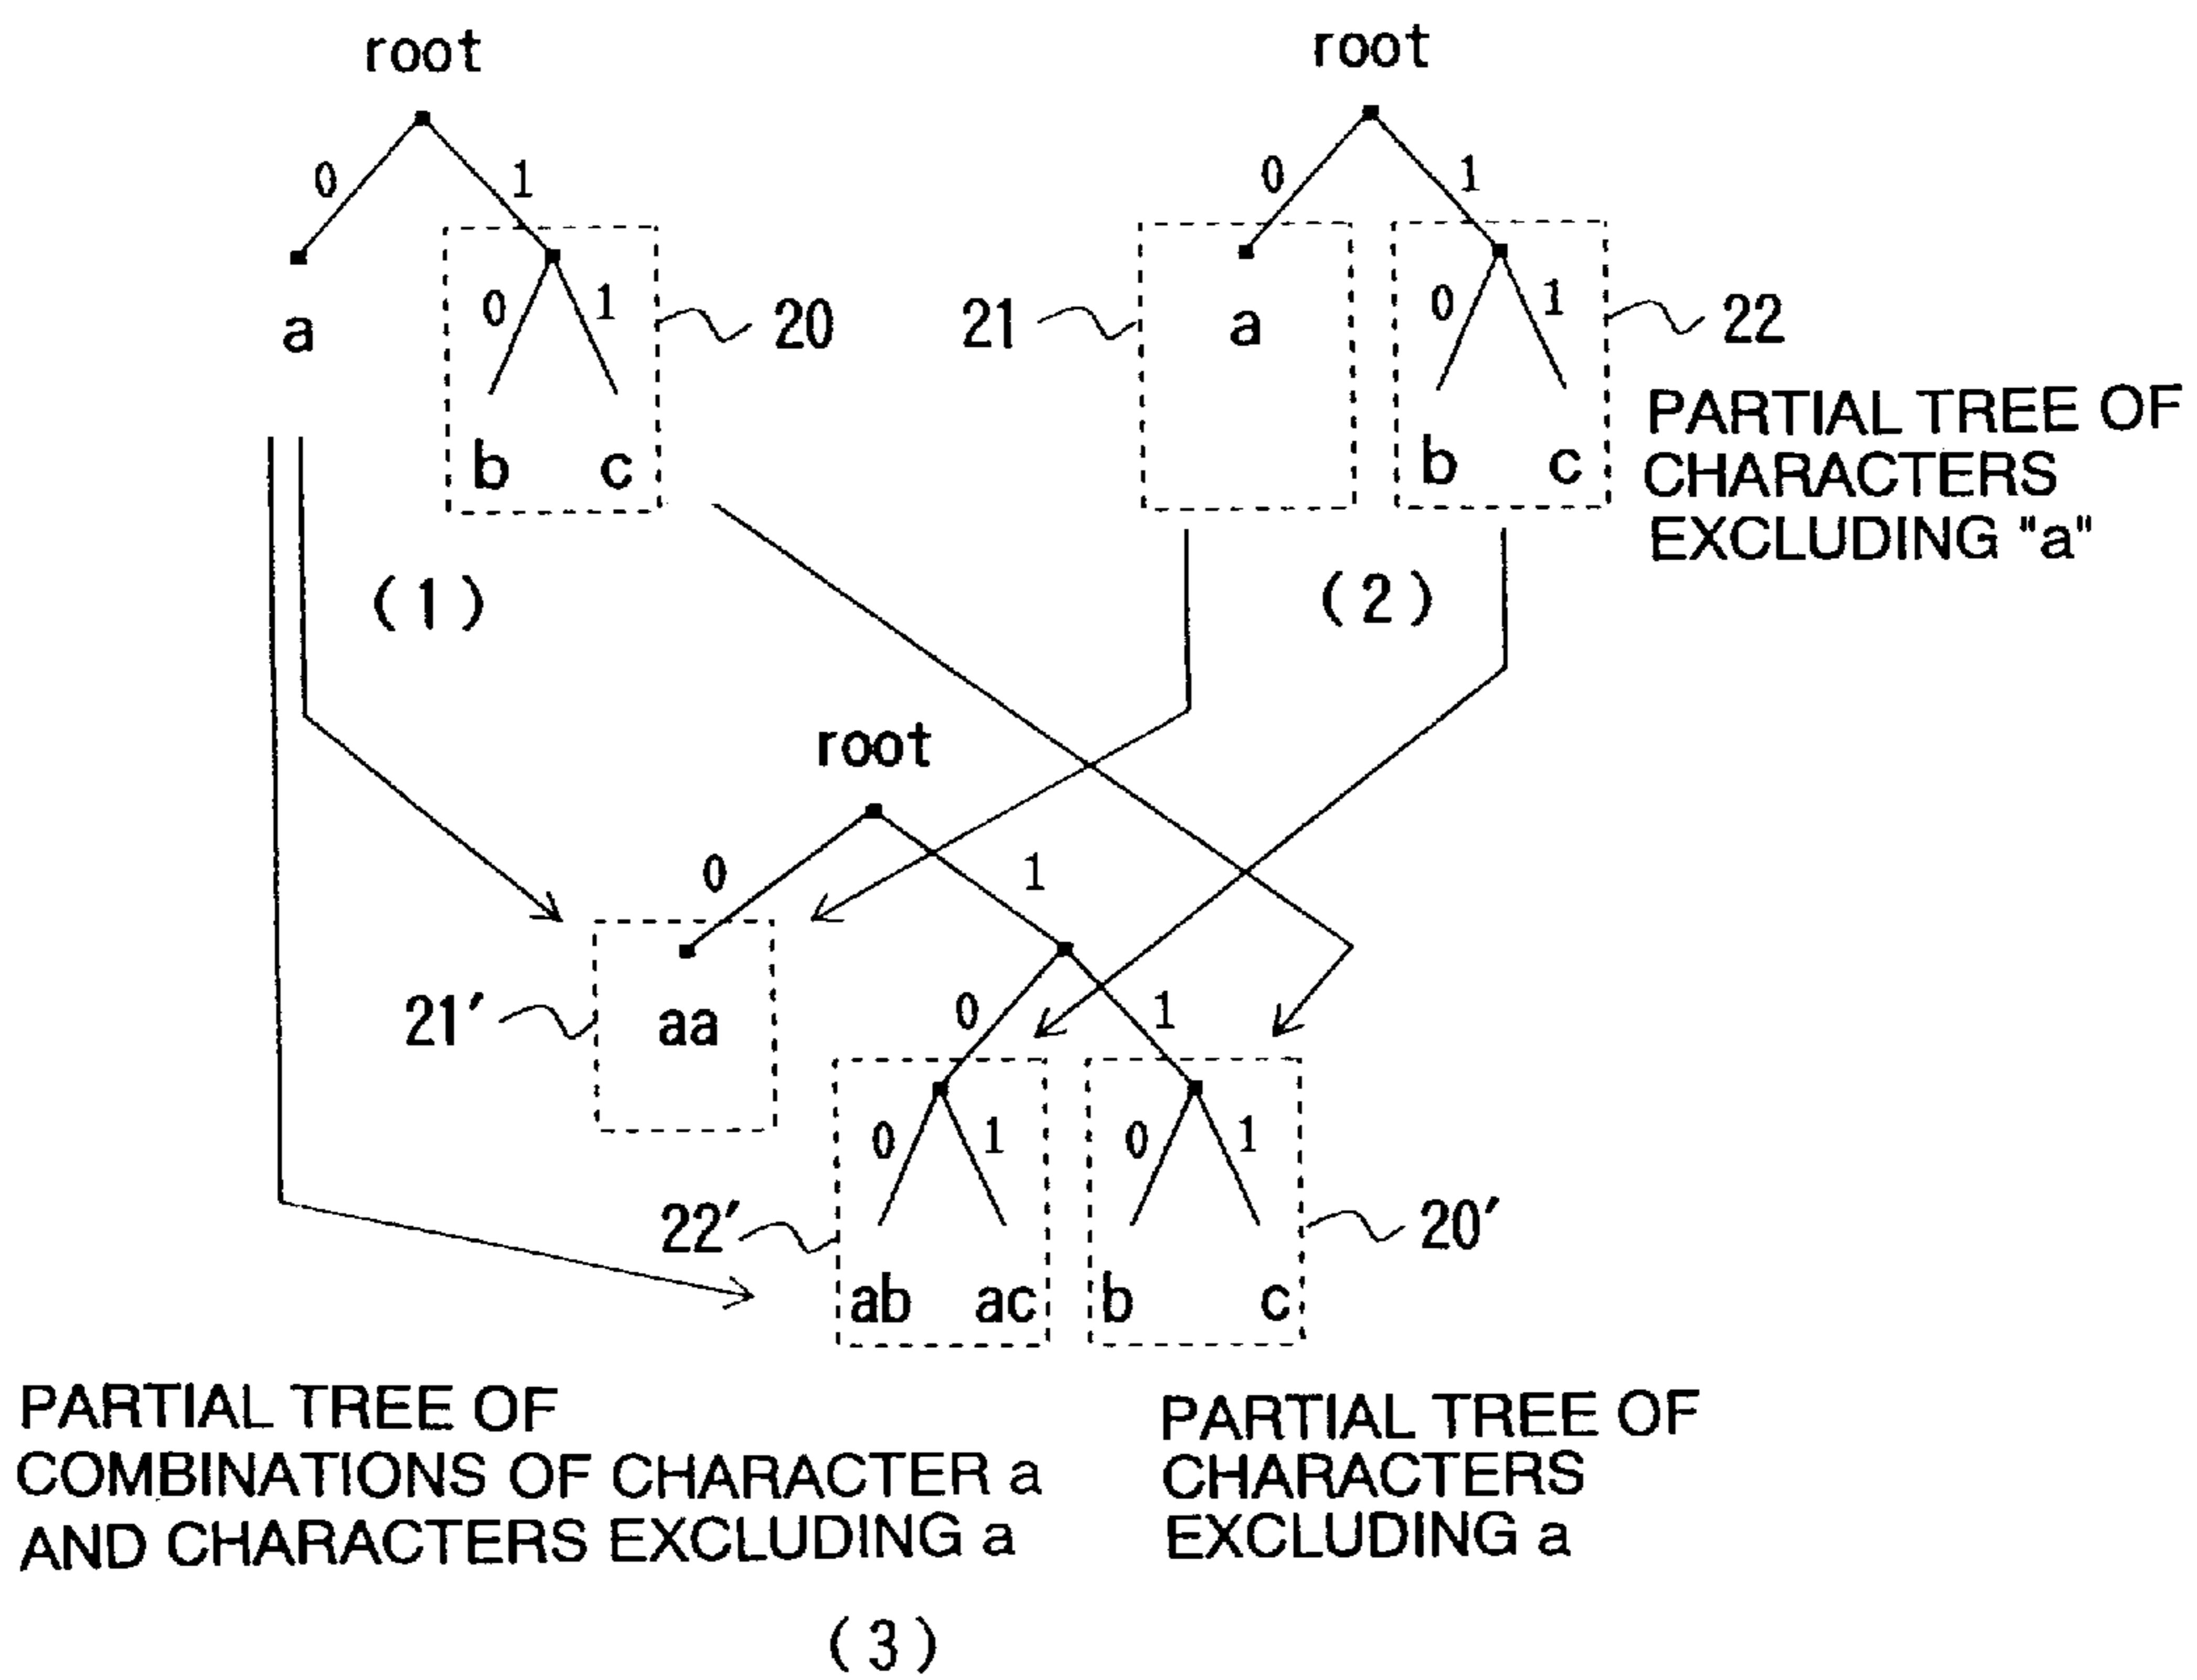 root
root
0
1
0
1
a
0
1
20
21
a
0
1
22
b
c
b
c
PARTIAL TREE OF
CHARACTERS
EXCLUDING "a"
(1)
(2)
root
0
1
21'
aa
0
1
0
1
0
1
22'
20'
ab
ac
b
c
PARTIAL TREE OF
COMBINATIONS OF CHARACTER a
AND CHARACTERS EXCLUDING a
PARTIAL TREE OF
CHARACTERS
EXCLUDING a
(3)